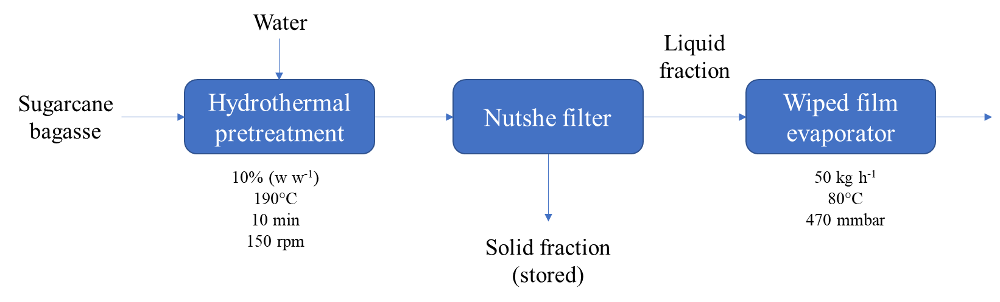 Water
Sugarcane
bagasse
Hydrothermal
pretreatment
10% (w w⁻¹)
190°C
10 min
150 rpm
Nutshe filter
Solid fraction
(stored)
Liquid
fraction
Wiped film
evaporator
50 kg h⁻¹
80°C
470 mmbar